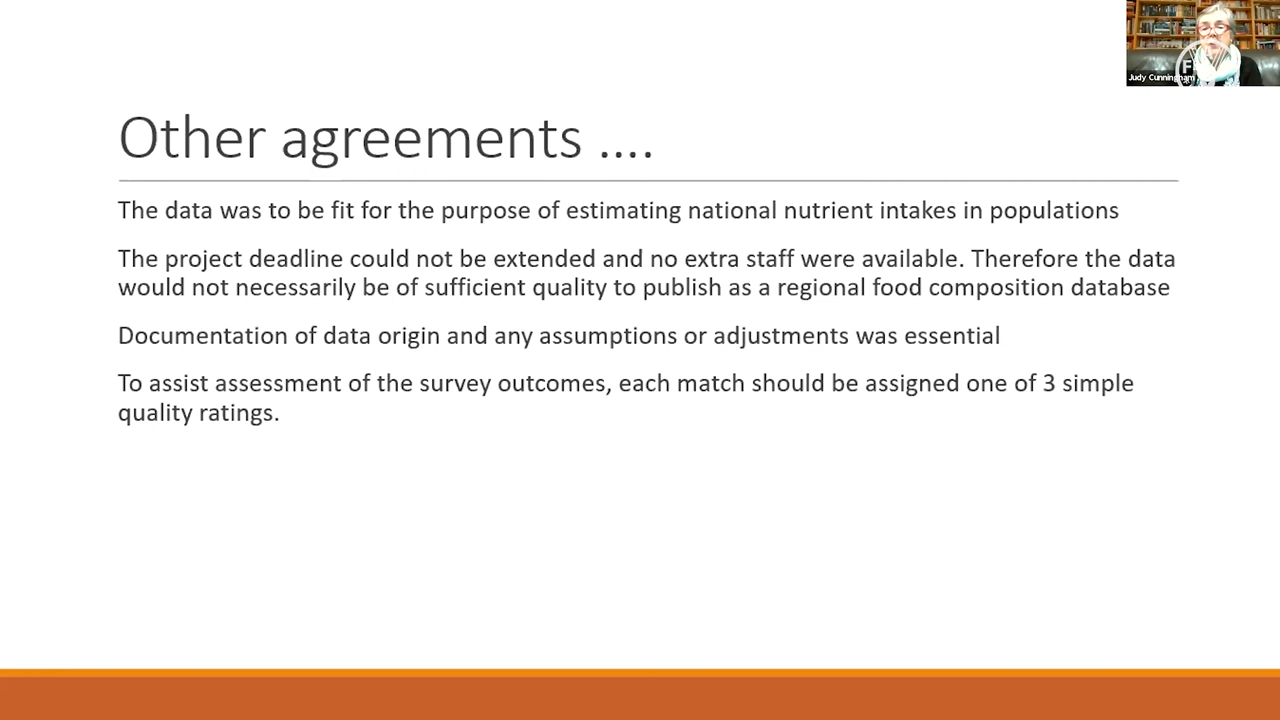 Judy Cunningham
Other agreements ....
The data was to be fit for the purpose of estimating national nutrient intakes in populations
The project deadline could not be extended and no extra staff were available. Therefore the data
would not necessarily be of sufficient quality to publish as a regional food composition database
Documentation of data origin and any assumptions or adjustments was essential
To assist assessment of the survey outcomes, each match should be assigned one of 3 simple
quality ratings.